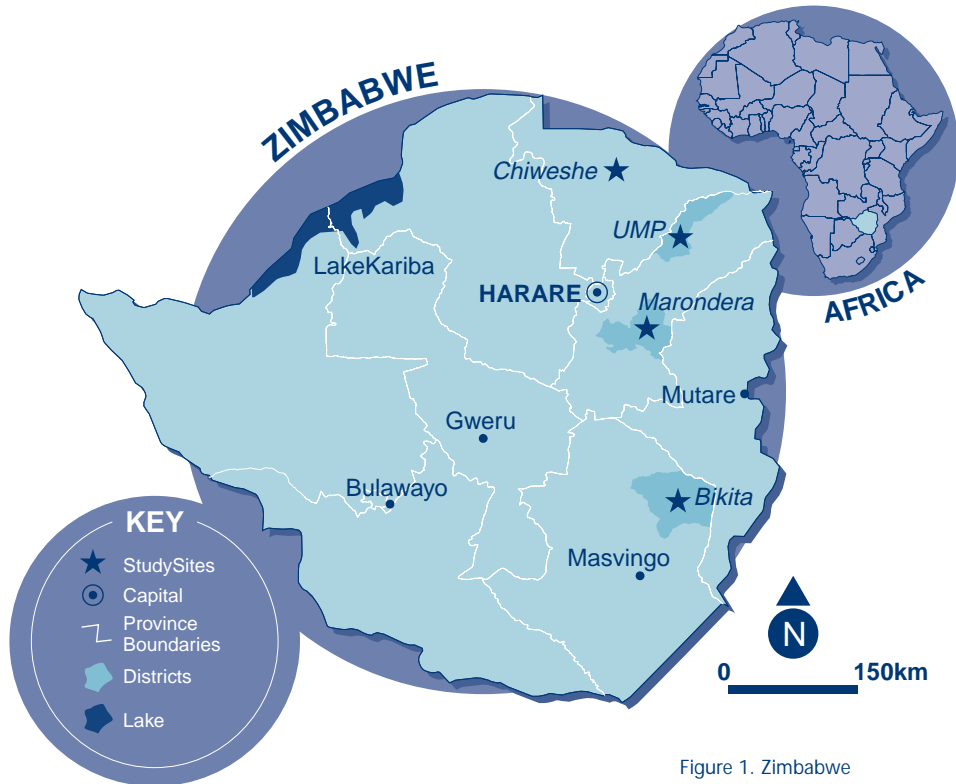 ZIMBABWE
AFRICA
Chiweshe
UMP
LakeKariba
HARARE
Marondera
Mutare
Gweru
Bulawayo
Bikita
Masvingo
KEY
StudySites
Capital
Province
Boundaries
Districts
Lake
N
0 150km
Figure 1. Zimbabwe